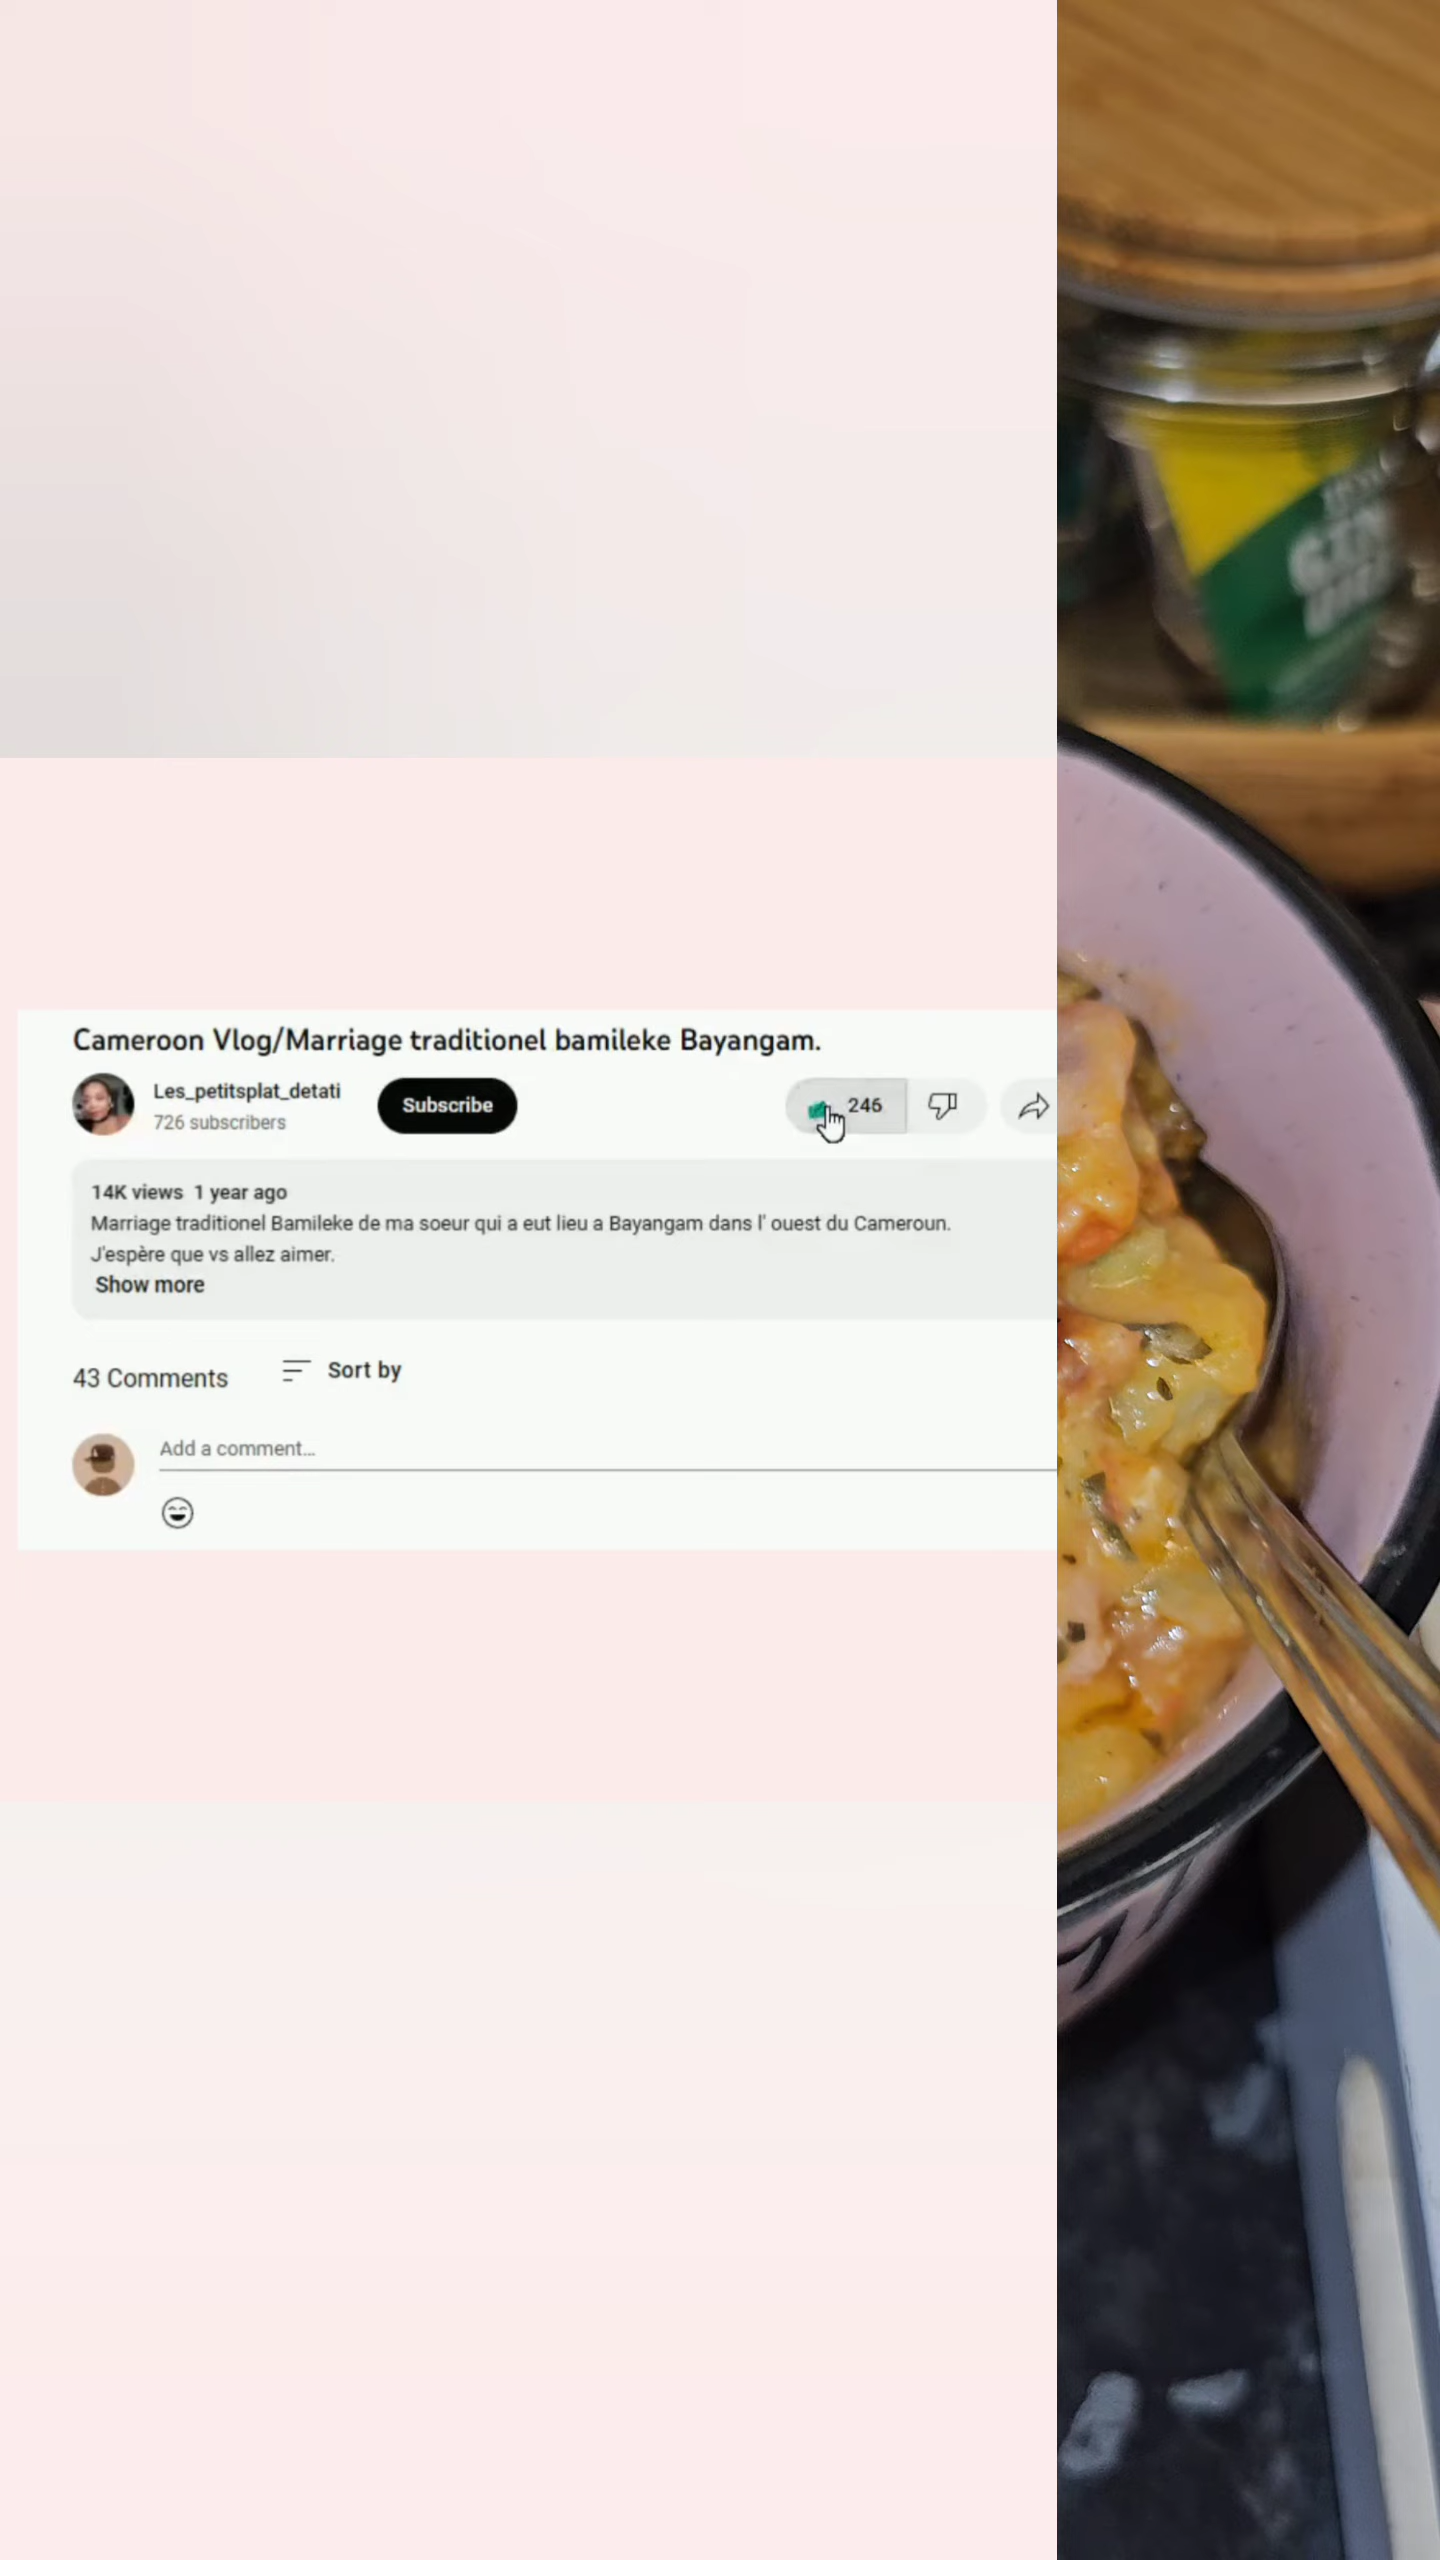 Cameroon Vlog/Marriage traditionel bamileke Bayangam.
Les_petitsplat_detati
726 subscribers
Subscribe
246
14K views 1 year ago
Marriage traditionel Bamileke de ma soeur qui a eut lieu a Bayangam dans l' ouest du Cameroun.
J'espère que vs allez aimer.
Show more
43 Comments
Sort by
Add a comment...